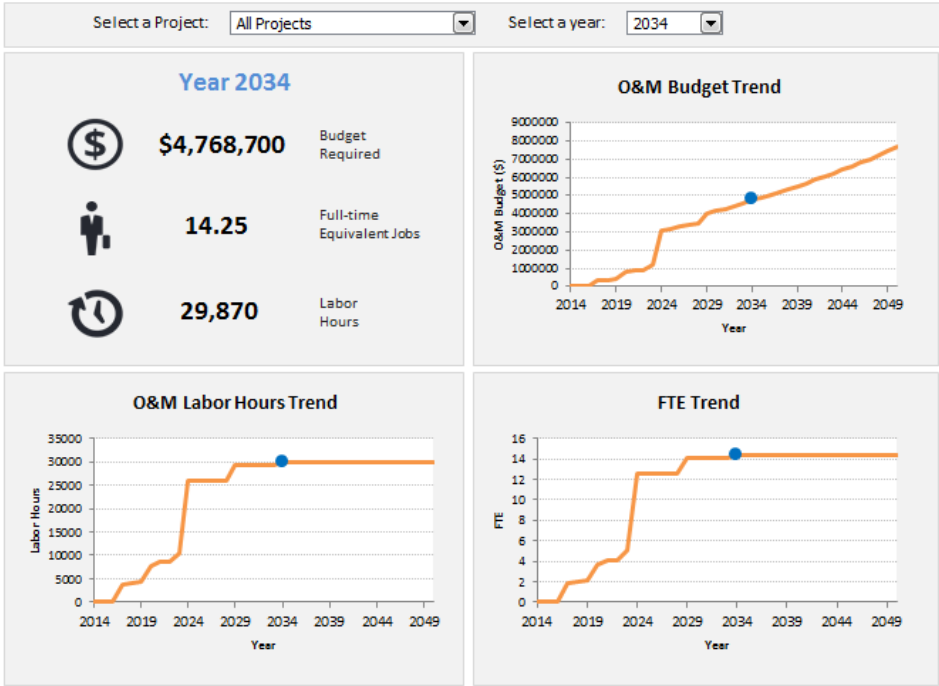 Select a Project: All Projects Select a year: 2034
Year 2034
$4,768,700 Budget Required
14.25 Full-time Equivalent Jobs
29,870 Labor Hours
O&M Budget Trend
9000000
8000000
7000000
6000000
5000000
4000000
3000000
2000000
1000000
0
O&M Budget ($)
2014 2019 2024 2029 2034 2039 2044 2049
Year
O&M Labor Hours Trend
35000
30000
25000
20000
15000
10000
5000
0
Labor Hours
2014 2019 2024 2029 2034 2039 2044 2049
Year
FTE Trend
16
14
12
10
8
6
4
2
0
FTE
2014 2019 2024 2029 2034 2039 2044 2049
Year